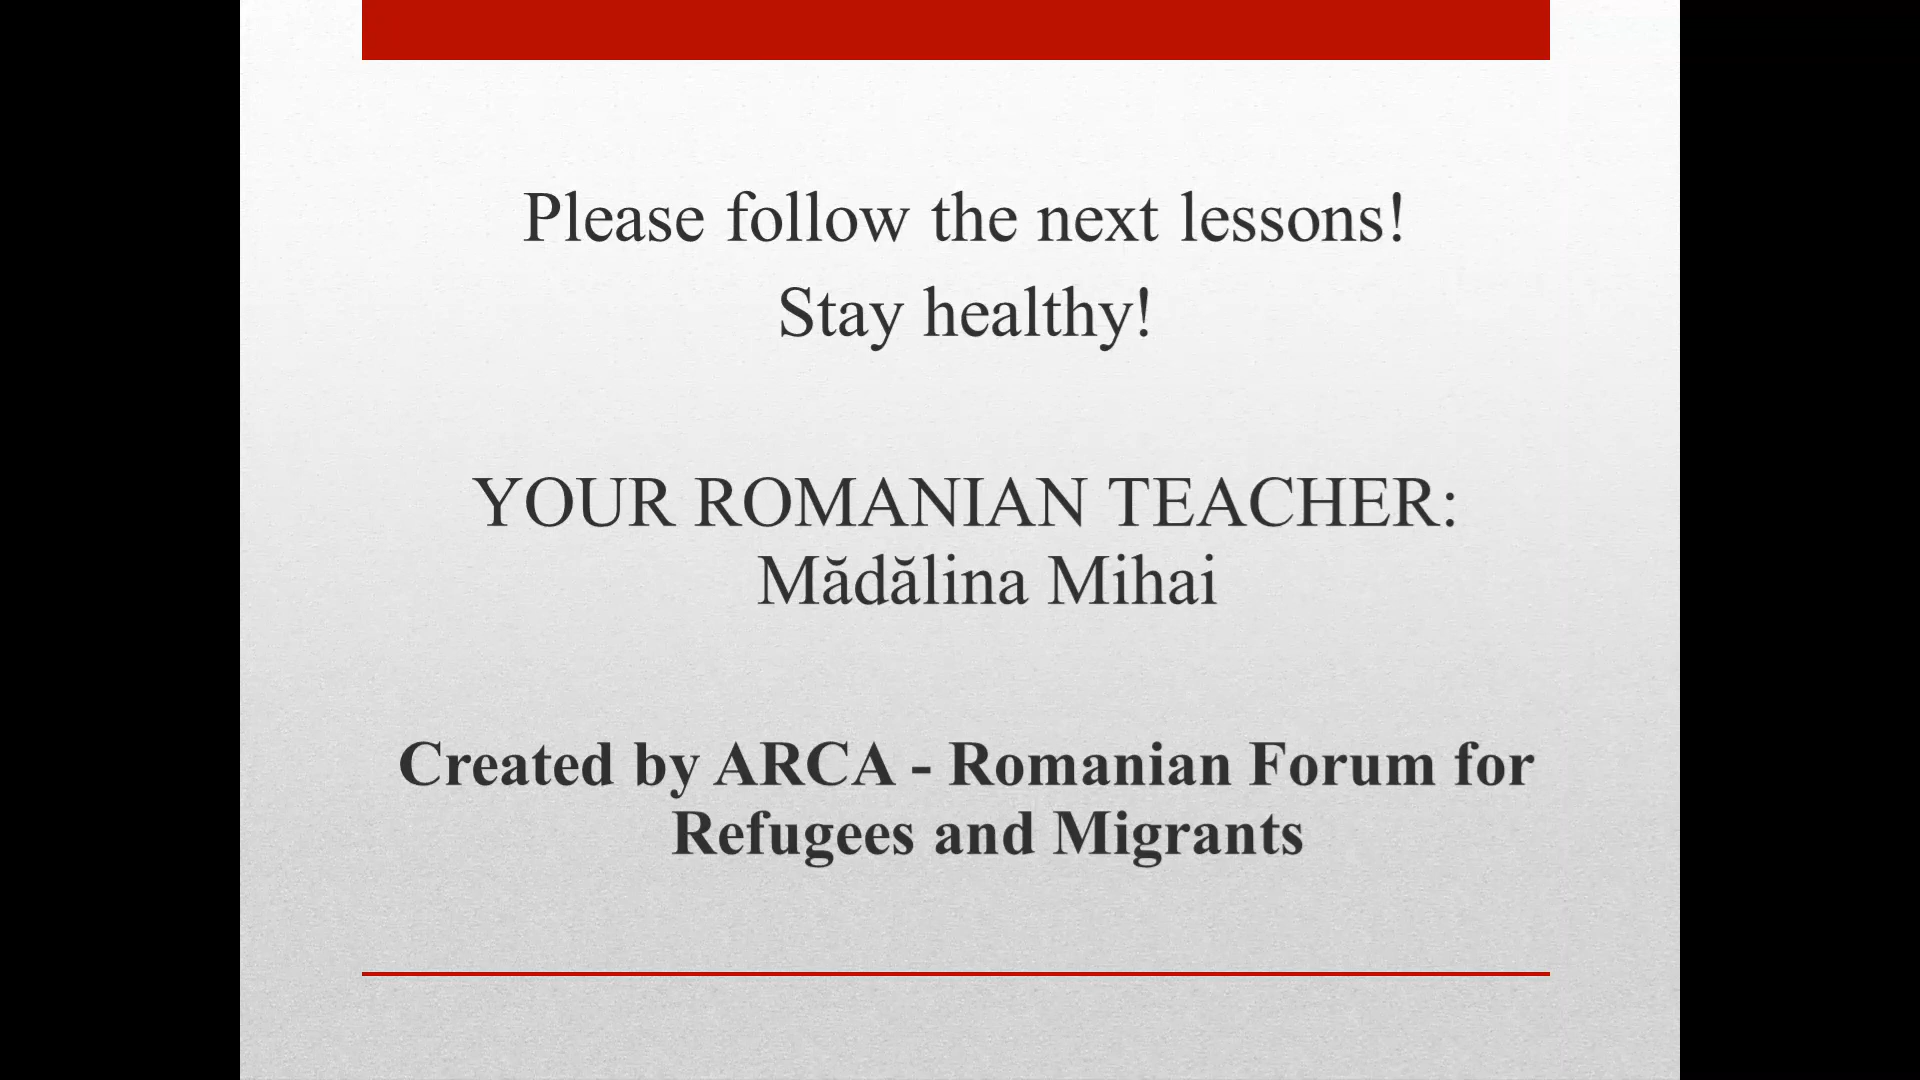 Please follow the next lessons!
Stay healthy!
YOUR ROMANIAN TEACHER:
Mădălina Mihai
Created by ARCA - Romanian Forum for
Refugees and Migrants